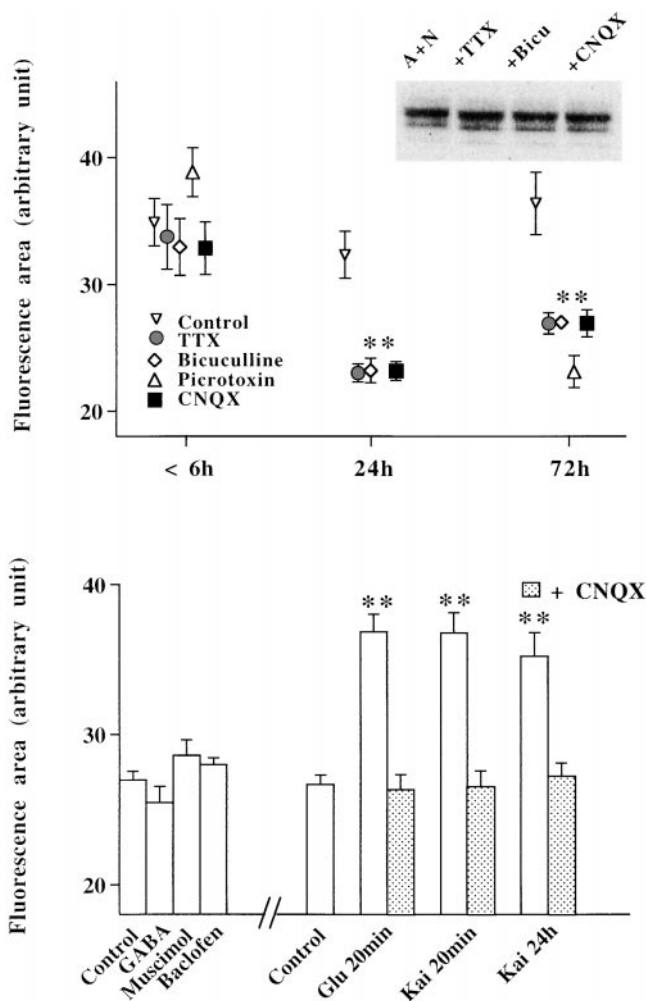 A+N
+TTX
+Bicu
+CNQX
Fluorescence area (arbitrary unit)
40
30
20
**
**
Control
TTX
Bicuculline
Picrotoxin
CNQX
< 6h
24h
72h
Fluorescence area (arbitrary unit)
40
30
20
+ CNQX
**
**
**
Control
GABA
Muscimol
Baclofen
//
Control
Glu 20min
Kai 20min
Kai 24h